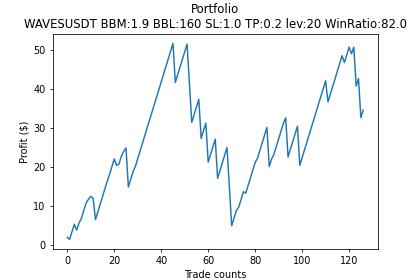 Portfolio
WAVESUSDT BBM:1.9 BBL:160 SL:1.0 TP:0.2 lev:20 WinRatio:82.0
Profit ($)
50
40
30
20
10
0
0 20 40 60 80 100 120
Trade counts